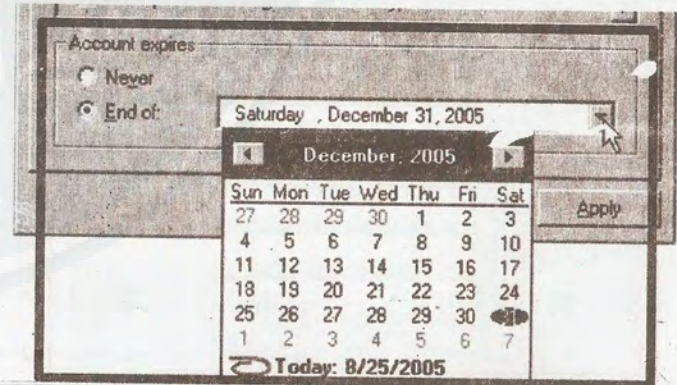 Account expires
Never
End of:
Saturday , December 31, 2005
December, 2005
Sun Mon Tue Wed Thu Fri Sat
27 28 29 30 1 2 3
4 5 6 7 8 9 10
11 12 13 14 15 16 17
18 19 20 21 22 23 24
25 26 27 28 29 30
1 2 3 4 5 6 7
Today: 8/25/2005
Apply